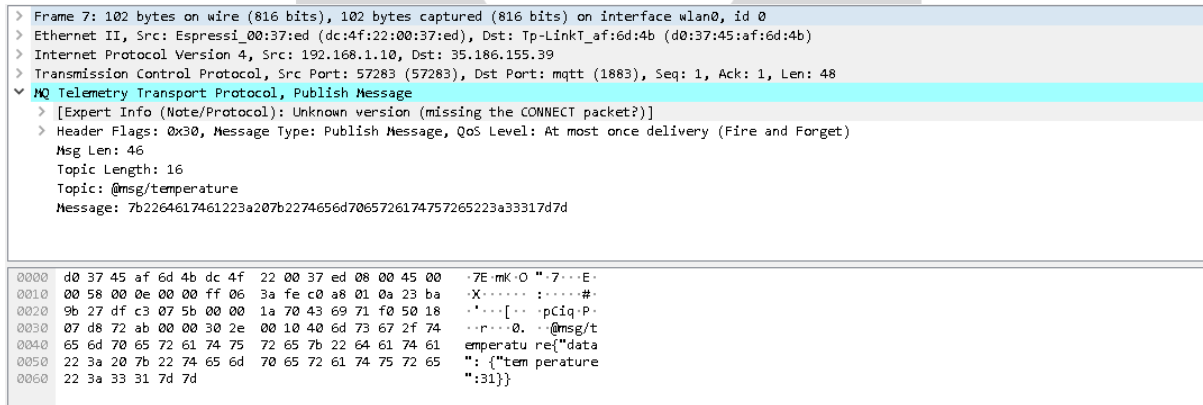 > Frame 7: 102 bytes on wire (816 bits), 102 bytes captured (816 bits) on interface wlan0, id 0
> Ethernet II, Src: Espressi_00:37:ed (dc:4f:22:00:37:ed), Dst: Tp-LinkT_af:6d:4b (d0:37:45:af:6d:4b)
> Internet Protocol Version 4, Src: 192.168.1.10, Dst: 35.186.155.39
> Transmission Control Protocol, Src Port: 57283 (57283), Dst Port: mqtt (1883), Seq: 1, Ack: 1, Len: 48
MQ Telemetry Transport Protocol, Publish Message
> [Expert Info (Note/Protocol): Unknown version (missing the CONNECT packet?)]
> Header Flags: 0x30, Message Type: Publish Message, QoS Level: At most once delivery (Fire and Forget)
Msg Len: 46
Topic Length: 16
Topic: @msg/temperature
Message: 7b2264617461223a207b2274656d7065726174757265223a33317d7d
0000 d0 37 45 af 6d 4b dc 4f 22 00 37 ed 08 00 45 00 ·7E·mK·O "·7···E·
0010 00 58 00 0e 00 00 ff 06 3a fe c0 a8 01 0a 23 ba ·X······ :·····#·
0020 9b 27 df c3 07 5b 00 00 1a 70 43 69 71 f0 50 18 ·'···[·· ·pCiq·P·
0030 07 d8 72 ab 00 00 30 2e 00 10 40 6d 73 67 2f 74 ··r···0. ··@msg/t
0040 65 6d 70 65 72 61 74 75 72 65 7b 22 64 61 74 61 emperatu re{"data
0050 22 3a 20 7b 22 74 65 6d 70 65 72 61 74 75 72 65 ": {"tem perature
0060 22 3a 33 31 7d 7d ":31}}